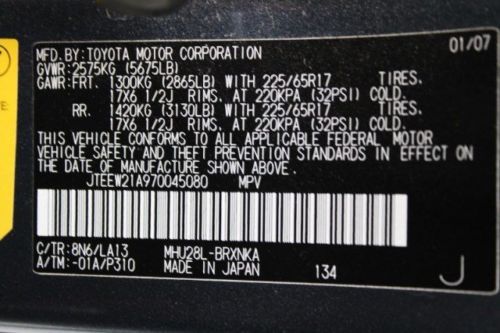 MFD. BY: TOYOTA MOTOR CORPORATION 01/07
GVWR: 2575KG (5675LB)
GAWR: FRT. 1300KG (2865LB) WITH 225/65R17 TIRES.
17X6 1/2J RIMS, AT 220KPA (32PSI) COLD.
RR. 1420KG (3130LB) WITH 225/65R17 TIRES.
17X6 1/2J RIMS, AT 220KPA (32PSI) COLD.
THIS VEHICLE CONFORMS TO ALL APPLICABLE FEDERAL MOTOR
VEHICLE SAFETY AND THEFT PREVENTION STANDARDS IN EFFECT ON
THE DATE OF MANUFACTURE SHOWN ABOVE.
JTEEW21A970045080 MPV
C/TR: 8N6/LA13 MHU28L-BRXNKA
A/TM: -01A/P310 MADE IN JAPAN 134 J